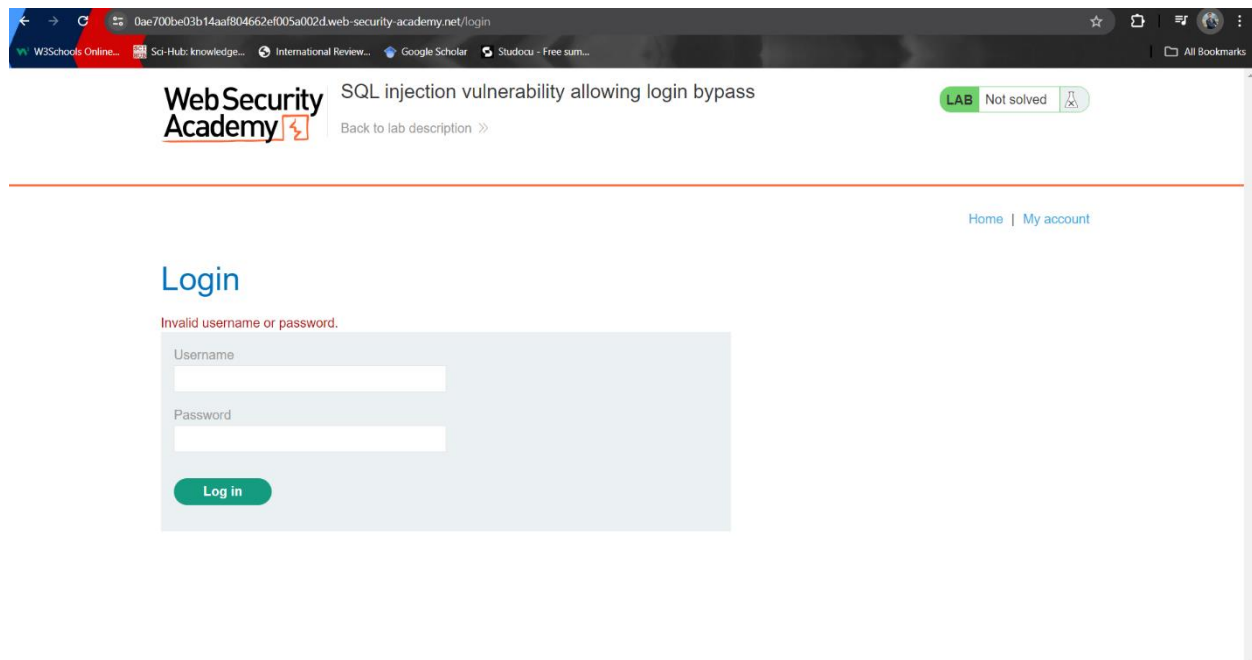 0ae700be03b14aaf804662ef005a002d.web-security-academy.net/login
W3Schools Online... Sci-Hub: knowledge... International Review... Google Scholar Studocu - Free sum... All Bookmarks
Web Security
Academy
SQL injection vulnerability allowing login bypass
Back to lab description
LAB Not solved
Home | My account
Login
Invalid username or password.
Username
Password
Log in